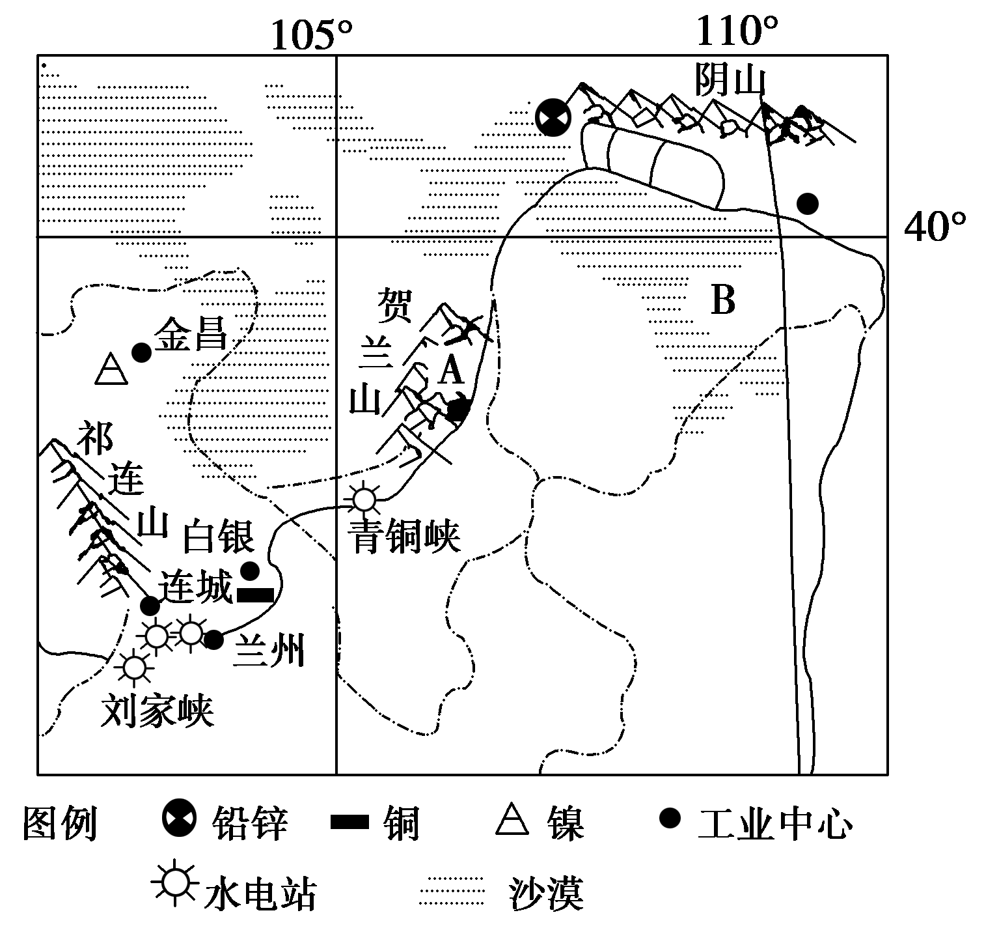 105°
110°
阴山
40°
贺兰山
A
B
金昌
祁连山
白银
青铜峡
连城
兰州
刘家峡
图例 铅锌 铜 镍 工业中心
水电站 沙漠